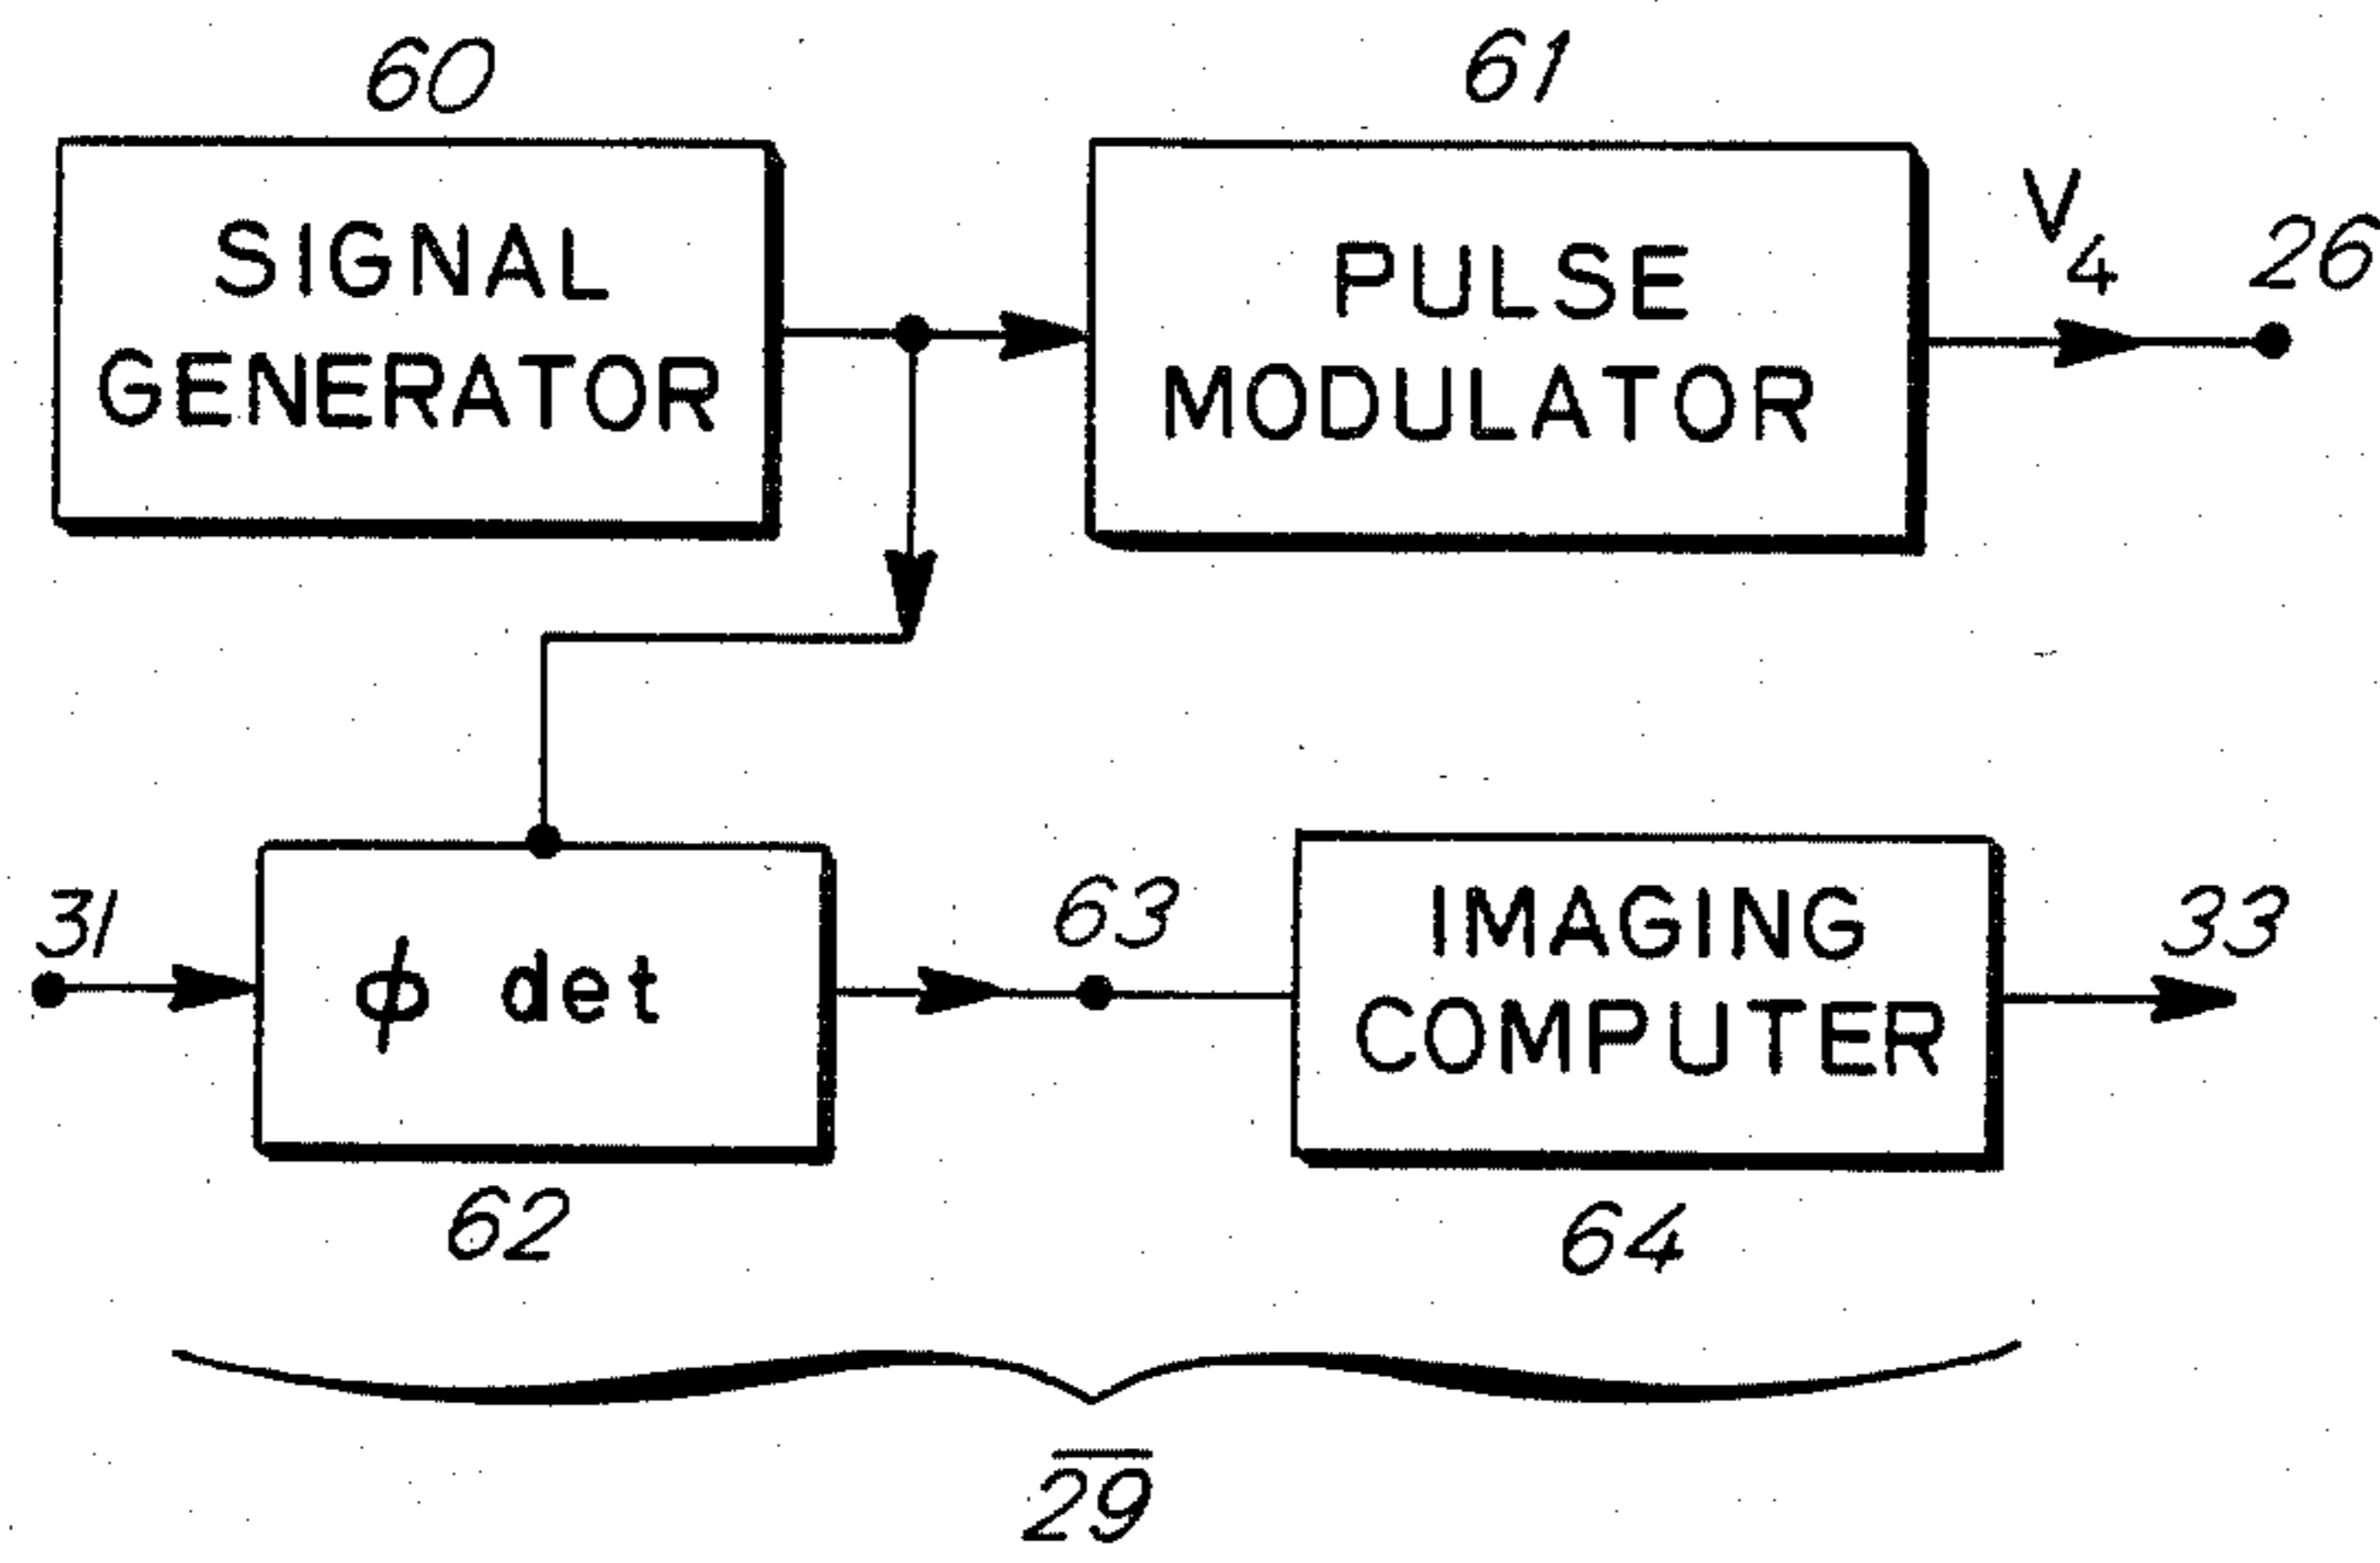 60
61
SIGNAL
GENERATOR
PULSE
MODULATOR
V4
26
31
ϕ det
63
IMAGING
COMPUTER
33
62
64
29